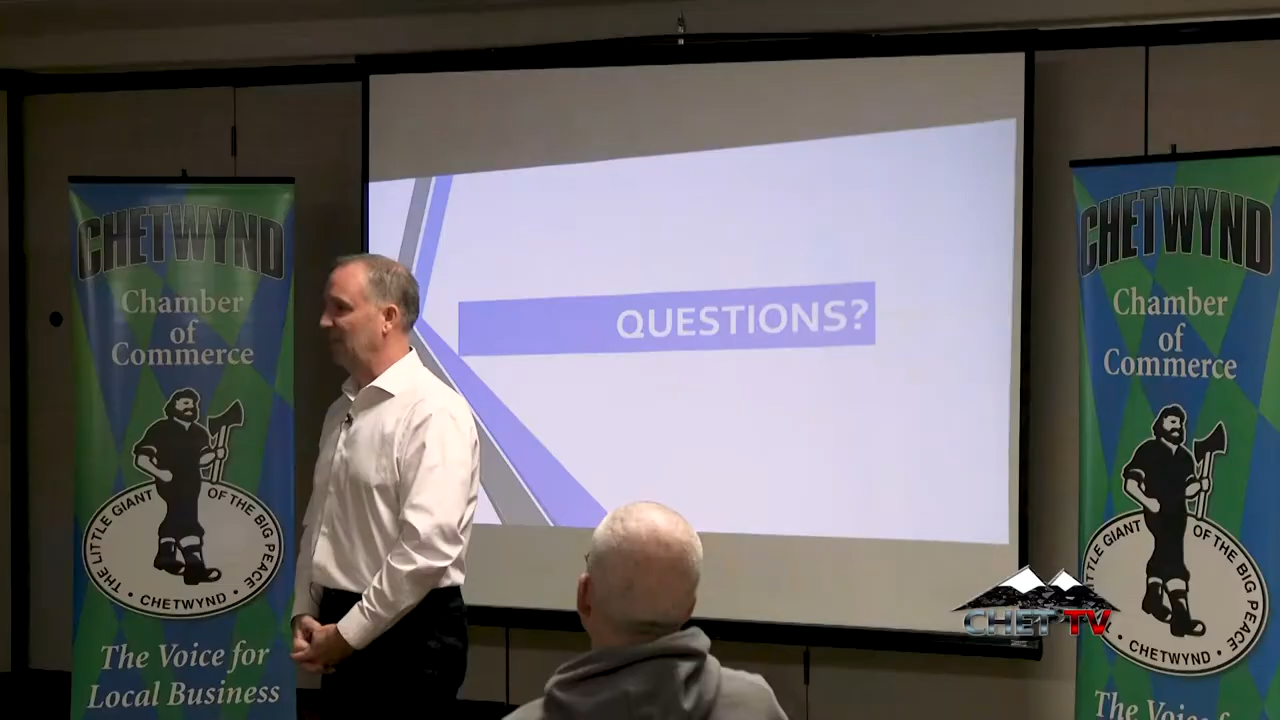 CHETWYND
Chamber
of
Commerce
THE LITTLE GIANT OF THE BIG PEACE
• CHETWYND •
The Voice for
Local Business
QUESTIONS?
CHETWYND
Chamber
of
Commerce
LITTLE GIANT OF THE BIG PEACE
• CHETWYND •
The Voice f
CHET TV